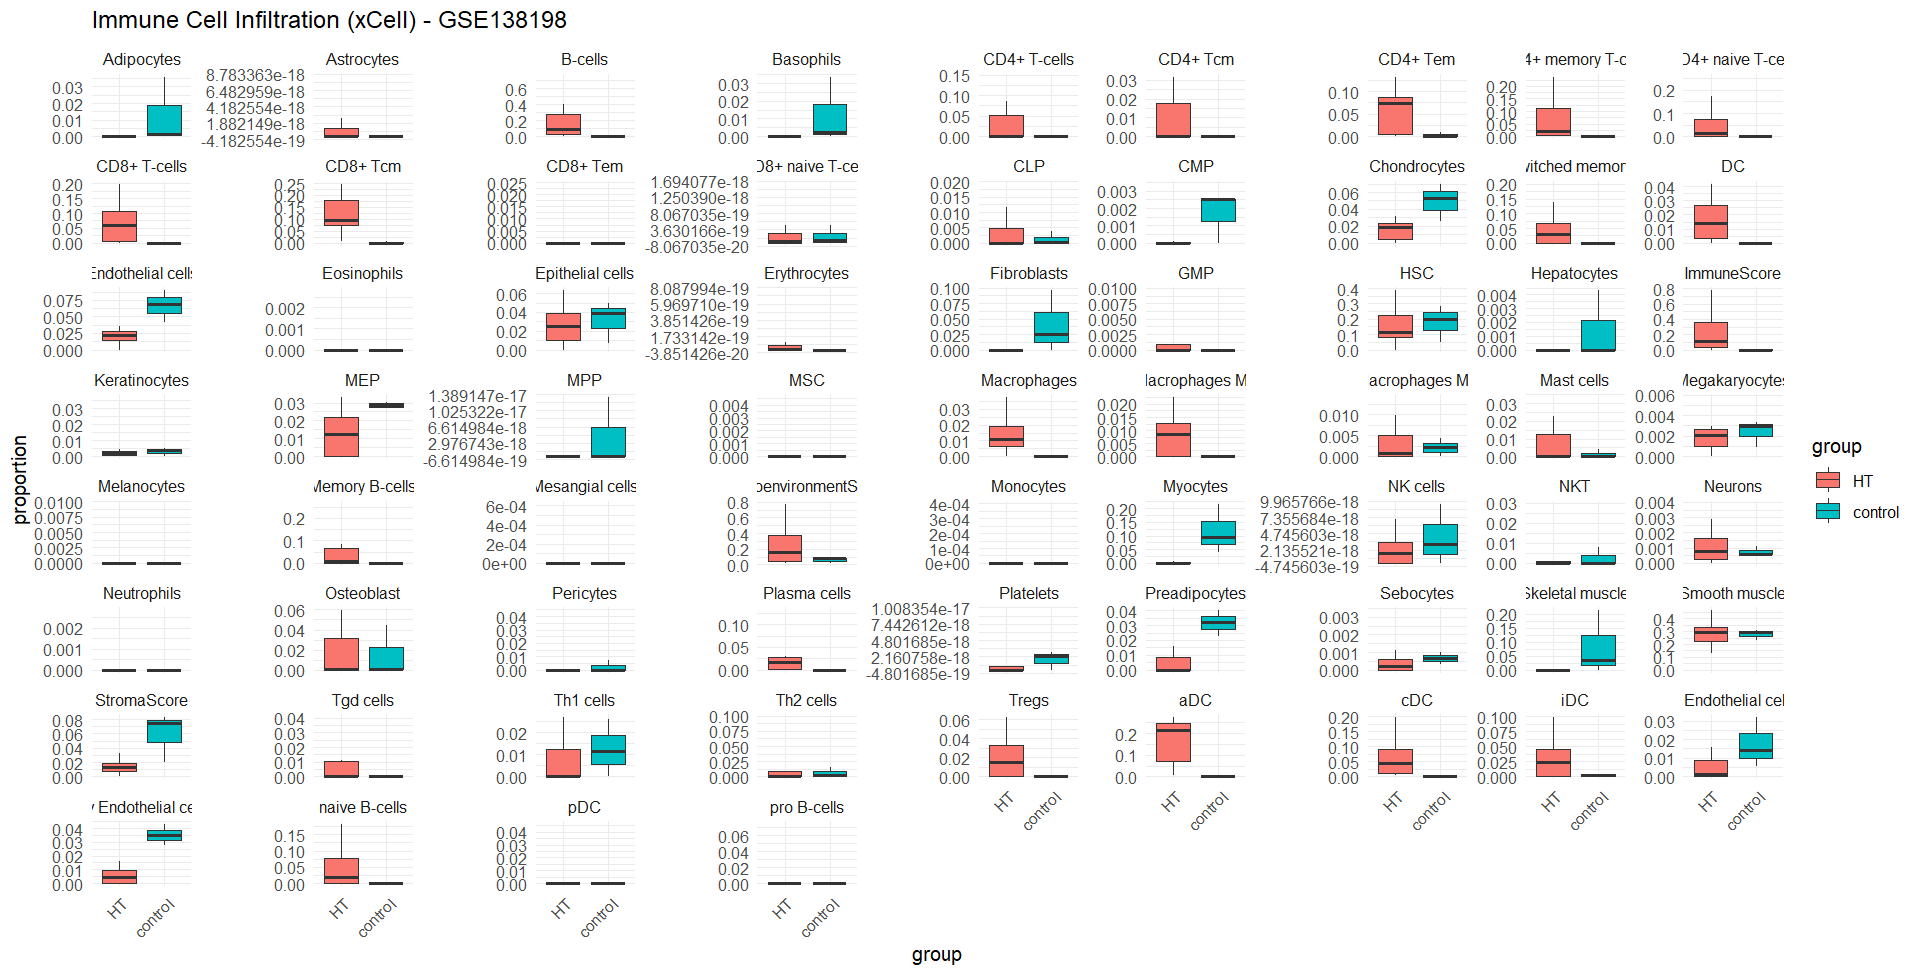 Immune Cell Infiltration (xCell) - GSE138198
Adipocytes Astrocytes B-cells Basophils CD4+ T-cells CD4+ Tcm CD4+ Tem 4+ memory T-c D4+ naive T-ce
0.03 0.02 0.01 0.00
8.783363e-18 6.482959e-18 4.182554e-18 1.882149e-18 -4.182554e-19
0.6 0.4 0.2 0.0
0.03 0.02 0.01 0.00
0.15 0.10 0.05 0.00
0.03 0.02 0.01 0.00
0.10 0.05 0.00
0.20 0.15 0.10 0.05 0.00
0.2 0.1 0.0
CD8+ T-cells CD8+ Tcm CD8+ Tem D8+ naive T-ce CLP CMP Chondrocytes witched memor DC
0.20 0.15 0.10 0.05 0.00
0.25 0.20 0.15 0.10 0.05 0.00
0.025 0.020 0.015 0.010 0.005 0.000
1.694077e-18 1.250390e-18 8.067035e-19 3.630166e-19 -8.067035e-20
0.020 0.015 0.010 0.005 0.000
0.003 0.002 0.001 0.000
0.06 0.04 0.02 0.00
0.20 0.15 0.10 0.05 0.00
0.04 0.03 0.02 0.01 0.00
Endothelial cells Eosinophils Epithelial cells Erythrocytes Fibroblasts GMP HSC Hepatocytes ImmuneScore
0.075 0.050 0.025 0.000
0.002 0.001 0.000
0.06 0.04 0.02 0.00
8.087994e-19 5.969710e-19 3.851426e-19 1.733142e-19 -3.851426e-20
0.100 0.075 0.050 0.025 0.000
0.0100 0.0075 0.0050 0.0025 0.0000
0.4 0.3 0.2 0.1 0.0
0.004 0.003 0.002 0.001 0.000
0.8 0.6 0.4 0.2 0.0
Keratinocytes MEP MPP MSC Macrophages lacrophages M acrophages M Mast cells Megakaryocytes
0.03 0.02 0.01 0.00
0.03 0.02 0.01 0.00
1.389147e-17 1.025322e-17 6.614984e-18 2.976743e-18 -6.614984e-19
0.004 0.003 0.002 0.001 0.000
0.03 0.02 0.01 0.00
0.020 0.015 0.010 0.005 0.000
0.010 0.005 0.000
0.03 0.02 0.01 0.00
0.006 0.004 0.002 0.000
Melanocytes Memory B-cells Mesangial cells oenvironmentS Monocytes Myocytes NK cells NKT Neurons
0.0100 0.0075 0.0050 0.0025 0.0000
0.2 0.1 0.0
6e-04 4e-04 2e-04 0e+00
0.8 0.6 0.4 0.2 0.0
4e-04 3e-04 2e-04 1e-04 0e+00
0.20 0.15 0.10 0.05 0.00
9.965766e-18 7.355684e-18 4.745603e-18 2.135521e-18 -4.745603e-19
0.03 0.02 0.01 0.00
0.004 0.003 0.002 0.001 0.000
Neutrophils Osteoblast Pericytes Plasma cells Platelets Preadipocytes Sebocytes Skeletal muscle Smooth muscle
0.002 0.001 0.000
0.06 0.04 0.02 0.00
0.04 0.03 0.02 0.01 0.00
0.10 0.05 0.00
1.008354e-17 7.442612e-18 4.801685e-18 2.160758e-18 -4.801685e-19
0.04 0.03 0.02 0.01 0.00
0.003 0.002 0.001 0.000
0.20 0.15 0.10 0.05 0.00
0.4 0.3 0.2 0.1 0.0
StromaScore Tgd cells Th1 cells Th2 cells Tregs aDC cDC iDC Endothelial cel
0.08 0.06 0.04 0.02 0.00
0.04 0.03 0.02 0.01 0.00
0.02 0.01 0.00
0.100 0.075 0.050 0.025 0.000
0.06 0.04 0.02 0.00
0.2 0.1 0.0
0.20 0.15 0.10 0.05 0.00
0.100 0.075 0.050 0.025 0.000
0.03 0.02 0.01 0.00
HT control HT control HT control HT control HT control
y Endothelial ce naive B-cells pDC pro B-cells
0.04 0.03 0.02 0.01 0.00
0.15 0.10 0.05 0.00
0.04 0.03 0.02 0.01 0.00
0.06 0.04 0.02 0.00
HT control HT control HT control HT control
proportion
group
group
HT
control